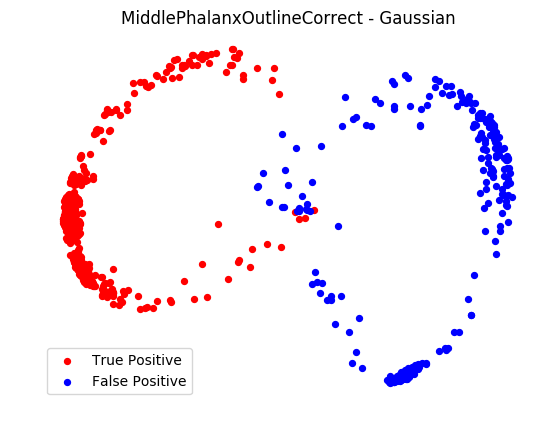 MiddlePhalanxOutlineCorrect - Gaussian
True Positive
False Positive